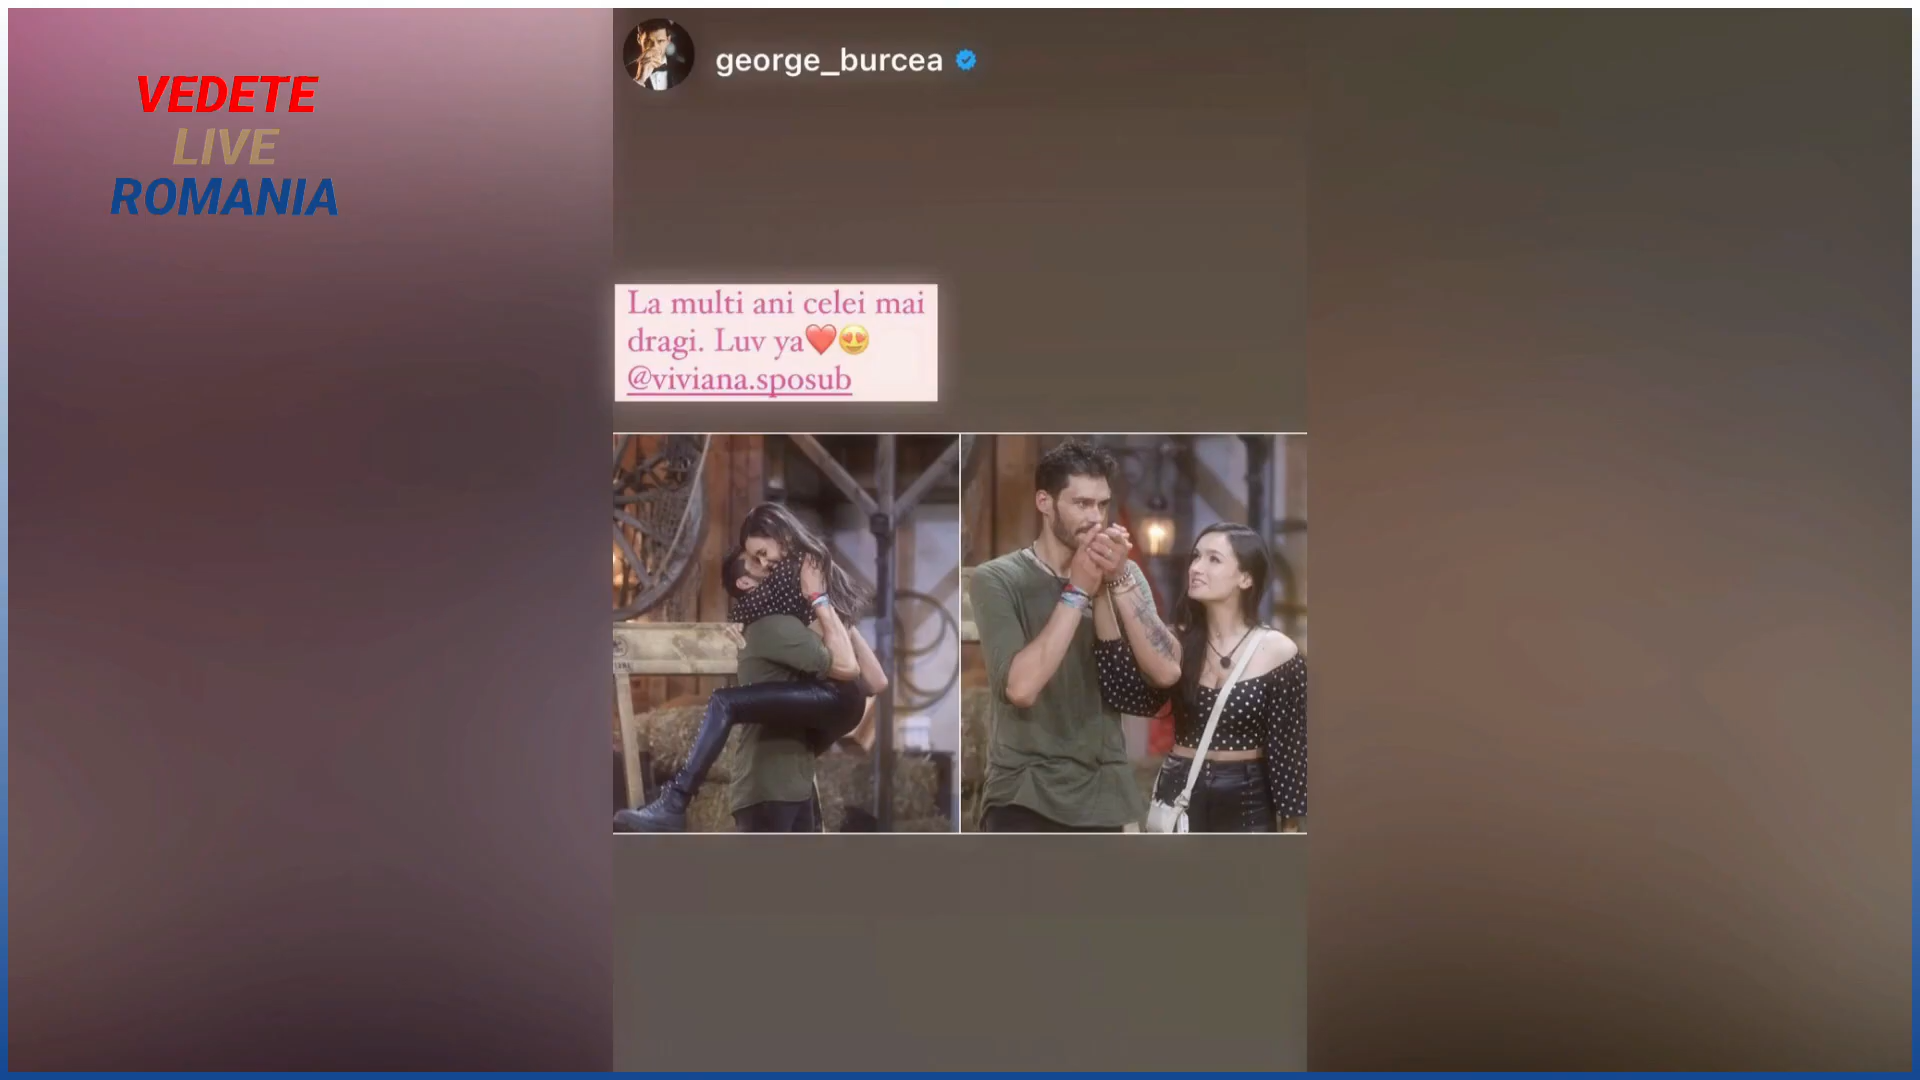 VEDETE
LIVE
ROMANIA
george_burcea
La multi ani celei mai
dragi. Luv ya❤️😍
@viviana.sposub